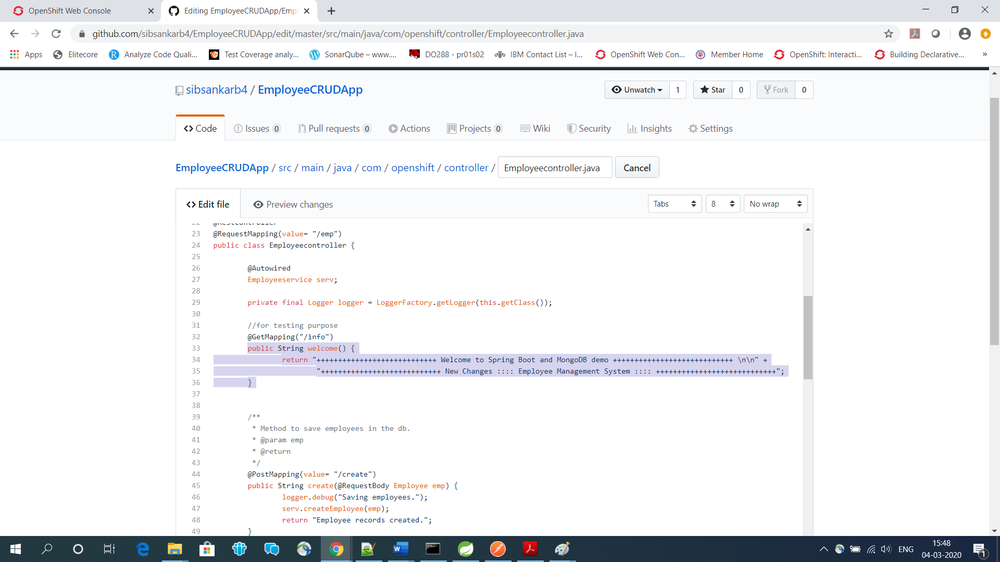 OpenShift Web Console
Editing EmployeeCRUDApp/Emp
github.com/sibsankarb4/EmployeeCRUDApp/edit/master/src/main/java/com/openshift/controller/Employeecontroller.java
Apps Elitecore Analyze Code Quali... Test Coverage analy... SonarQube – www.... DO288 - pr01s02 IBM Contact List – I... OpenShift Web Con... Member Home OpenShift: Interacti... Building Declarative... »
sibsankarb4 / EmployeeCRUDApp
Unwatch 1 Star 0 Fork 0
Code Issues 0 Pull requests 0 Actions Projects 0 Wiki Security Insights Settings
EmployeeCRUDApp / src / main / java / com / openshift / controller / Employeecontroller.java Cancel
<> Edit file Preview changes Tabs 8 No wrap
22 @RestController
23 @RequestMapping(value= "/emp")
24 public class Employeecontroller {
25
26 @Autowired
27 Employeeservice serv;
28
29 private final Logger logger = LoggerFactory.getLogger(this.getClass());
30
31 //for testing purpose
32 @GetMapping("/info")
33 public String welcome() {
34 return "++++++++++++++++++++++++++++ Welcome to Spring Boot and MongoDB demo ++++++++++++++++++++++++++++ \n\n" +
35 "++++++++++++++++++++++++++++ New Changes :::: Employee Management System :::: ++++++++++++++++++++++++++++";
36 }
37
38
39 /**
40 * Method to save employees in the db.
41 * @param emp
42 * @return
43 */
44 @PostMapping(value= "/create")
45 public String create(@RequestBody Employee emp) {
46 logger.debug("Saving employees.");
47 serv.createEmployee(emp);
48 return "Employee records created.";
49 }
ENG
15:48
04-03-2020
1